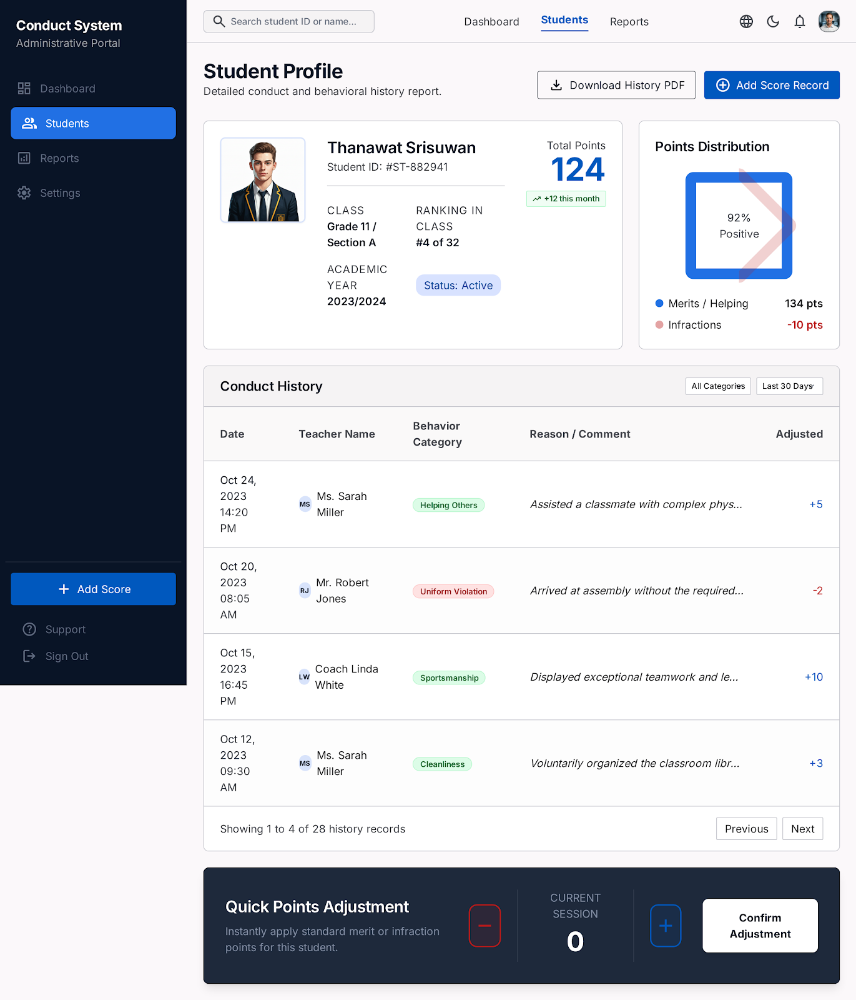 Conduct System
Administrative Portal
Dashboard
Students
Reports
Settings
Add Score
Support
Sign Out
Search student ID or name...
Dashboard
Students
Reports
Student Profile
Detailed conduct and behavioral history report.
Download History PDF
Add Score Record
Thanawat Srisuwan
Student ID: #ST-882941
CLASS
Grade 11 /
Section A
RANKING IN
CLASS
#4 of 32
ACADEMIC
YEAR
2023/2024
Status: Active
Total Points
124
+12 this month
Points Distribution
92%
Positive
Merits / Helping 134 pts
Infractions -10 pts
Conduct History
All Categories
Last 30 Days
Date
Teacher Name
Behavior
Category
Reason / Comment
Adjusted
Oct 24,
2023
14:20
PM
MS
Ms. Sarah
Miller
Helping Others
Assisted a classmate with complex phys...
+5
Oct 20,
2023
08:05
AM
RJ
Mr. Robert
Jones
Uniform Violation
Arrived at assembly without the required...
-2
Oct 15,
2023
16:45
PM
LW
Coach Linda
White
Sportsmanship
Displayed exceptional teamwork and le...
+10
Oct 12,
2023
09:30
AM
MS
Ms. Sarah
Miller
Cleanliness
Voluntarily organized the classroom libr...
+3
Showing 1 to 4 of 28 history records
Previous
Next
Quick Points Adjustment
Instantly apply standard merit or infraction
points for this student.
CURRENT
SESSION
0
Confirm
Adjustment